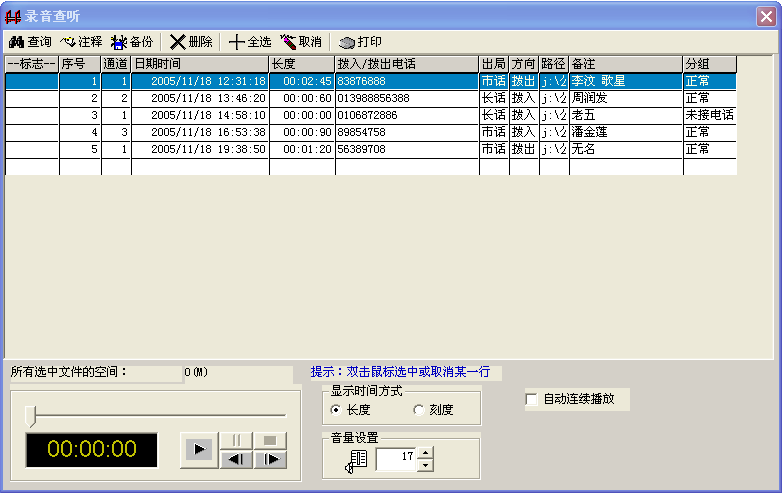 录音查听
查询 注释 备份 删除 全选 取消 打印
--标志-- 序号 通道 日期时间 长度 拨入/拨出电话 出局 方向 路径 备注 分组
1 1 2005/11/18 12:31:18 00:02:45 83876888 市话 拨出 j:\2 李汶 歌星 正常
2 2 2005/11/18 13:46:20 00:00:60 013988856388 长话 拨入 j:\2 周润发 正常
3 1 2005/11/18 14:58:10 00:00:00 0106872886 长话 拨入 j:\2 老五 未接电话
4 3 2005/11/18 16:53:38 00:00:90 89854758 市话 拨入 j:\2 潘金莲 正常
5 1 2005/11/18 19:38:50 00:01:20 56389708 市话 拨出 j:\2 无名 正常
所有选中文件的空间： 0(M) 提示：双击鼠标选中或取消某一行
显示时间方式
长度 刻度
自动连续播放
音量设置
00:00:00
17